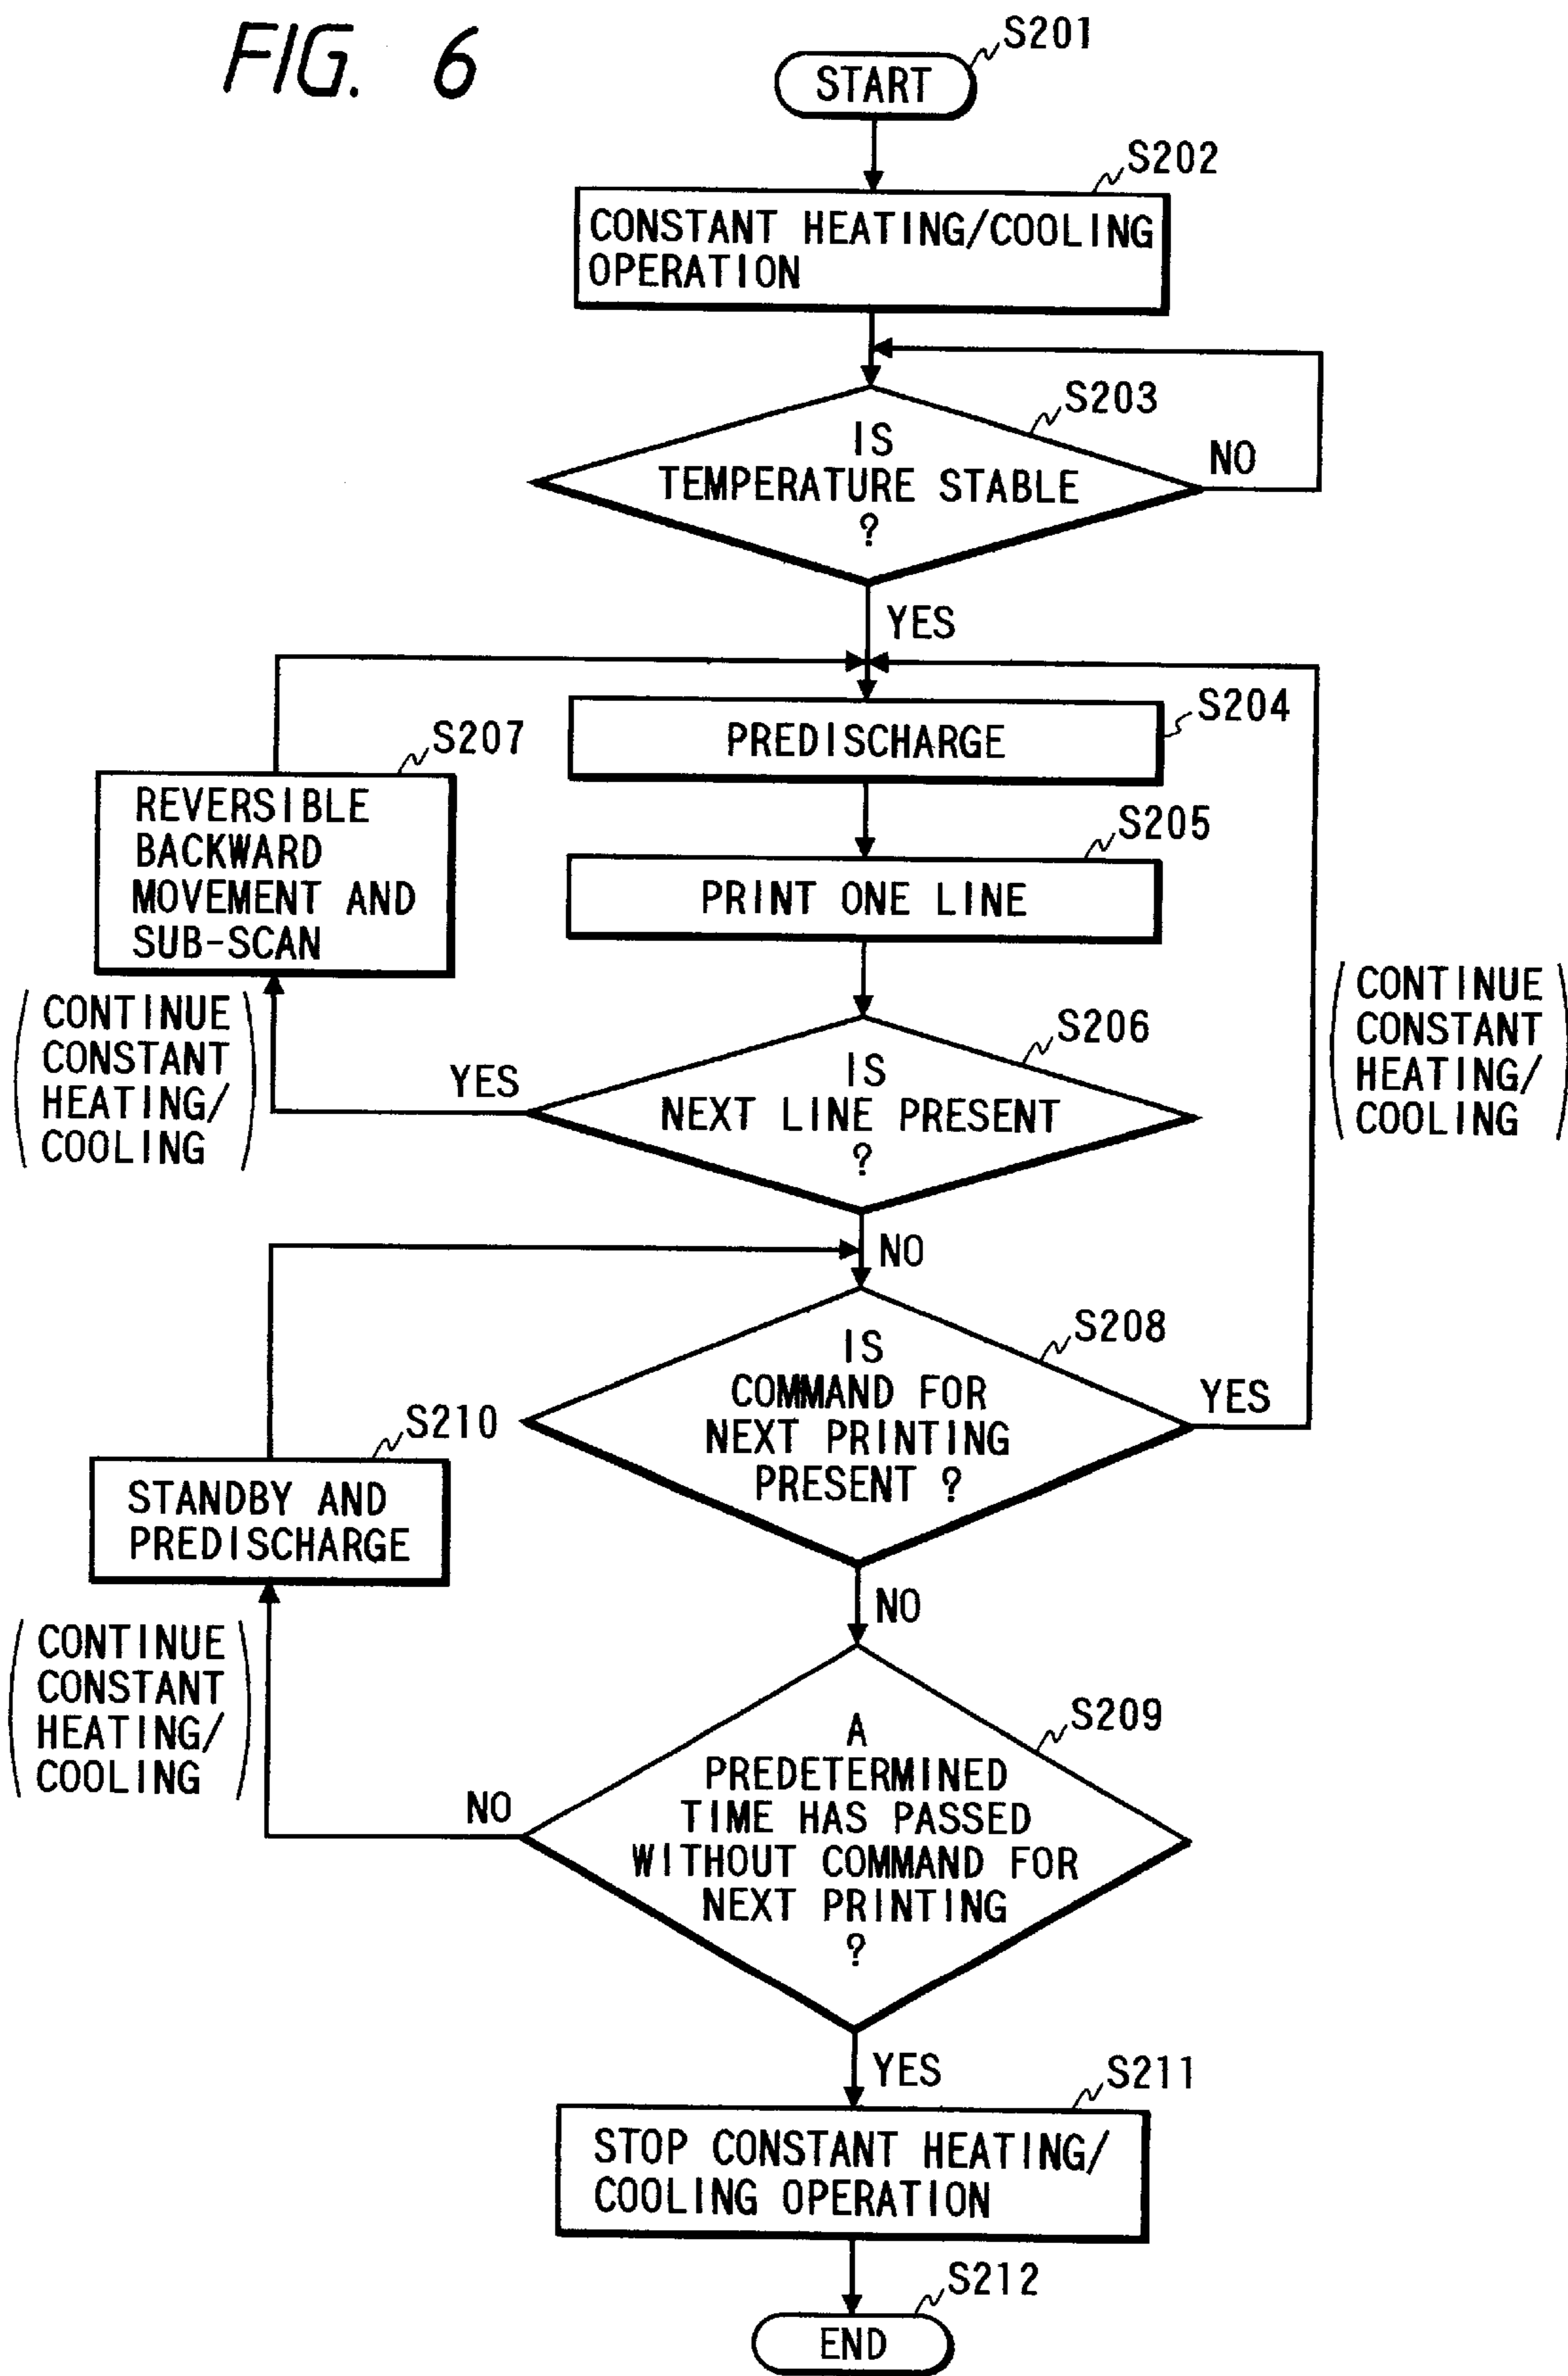 FIG. 6
S201
START
S202
CONSTANT HEATING/COOLING
OPERATION
S203
IS
TEMPERATURE STABLE
?
NO
YES
S204
PREDISCHARGE
S207
REVERSIBLE
BACKWARD
MOVEMENT AND
SUB-SCAN
S205
PRINT ONE LINE
(CONTINUE
CONSTANT
HEATING/
COOLING)
S206
IS
NEXT LINE PRESENT
?
YES
(CONTINUE
CONSTANT
HEATING/
COOLING)
NO
S208
IS
COMMAND FOR
NEXT PRINTING
PRESENT ?
YES
S210
STANDBY AND
PREDISCHARGE
NO
(CONTINUE
CONSTANT
HEATING/
COOLING)
S209
A
PREDETERMINED
TIME HAS PASSED
WITHOUT COMMAND FOR
NEXT PRINTING
?
NO
YES
S211
STOP CONSTANT HEATING/
COOLING OPERATION
S212
END